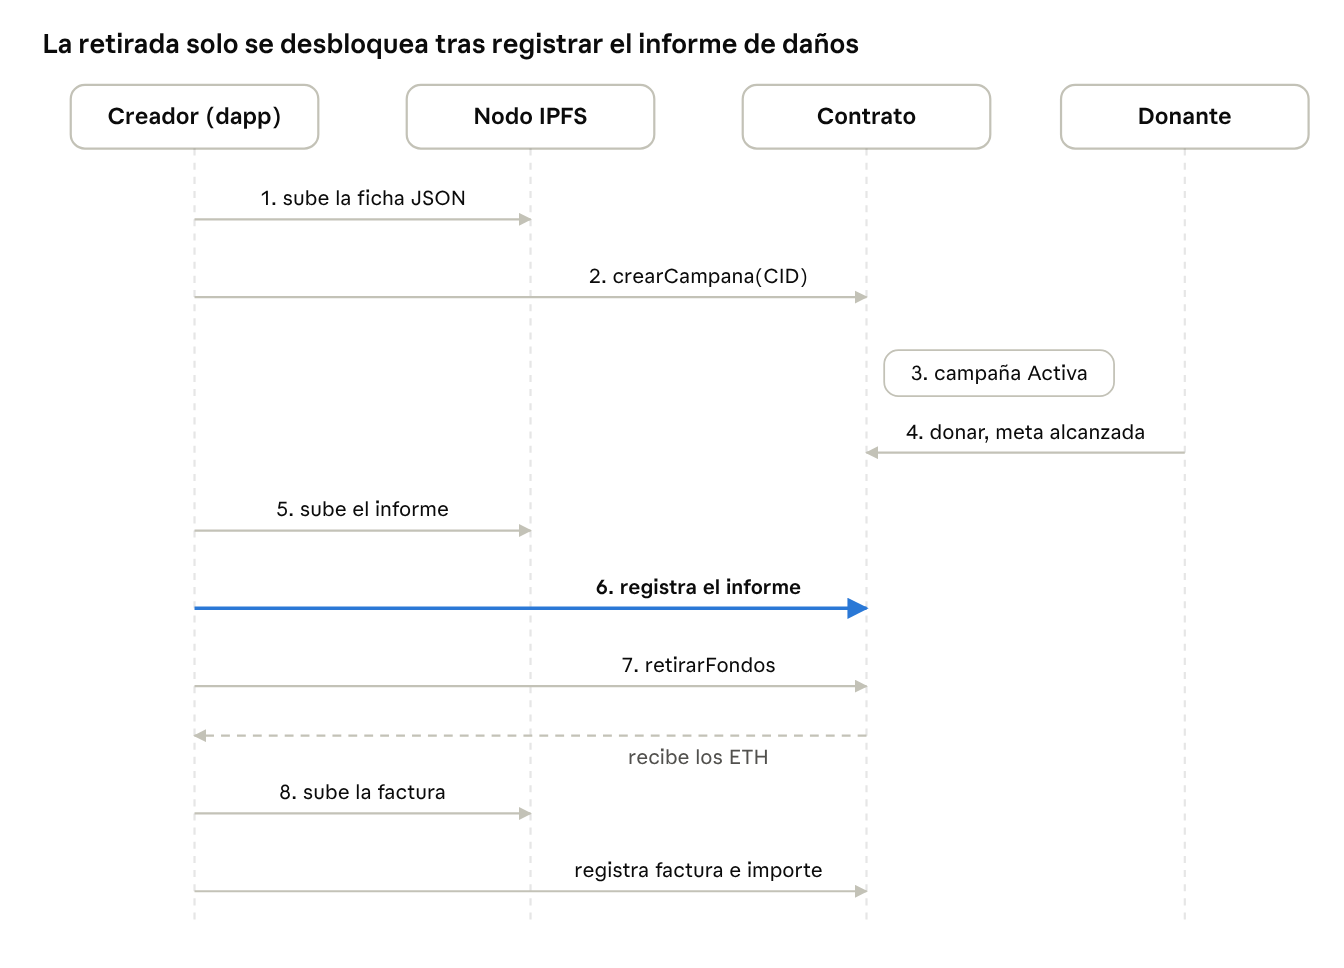 La retirada solo se desbloquea tras registrar el informe de daños
Creador (dapp)
Nodo IPFS
Contrato
Donante
1. sube la ficha JSON
2. crearCampana(CID)
3. campaña Activa
4. donar, meta alcanzada
5. sube el informe
6. registra el informe
7. retirarFondos
recibe los ETH
8. sube la factura
registra factura e importe